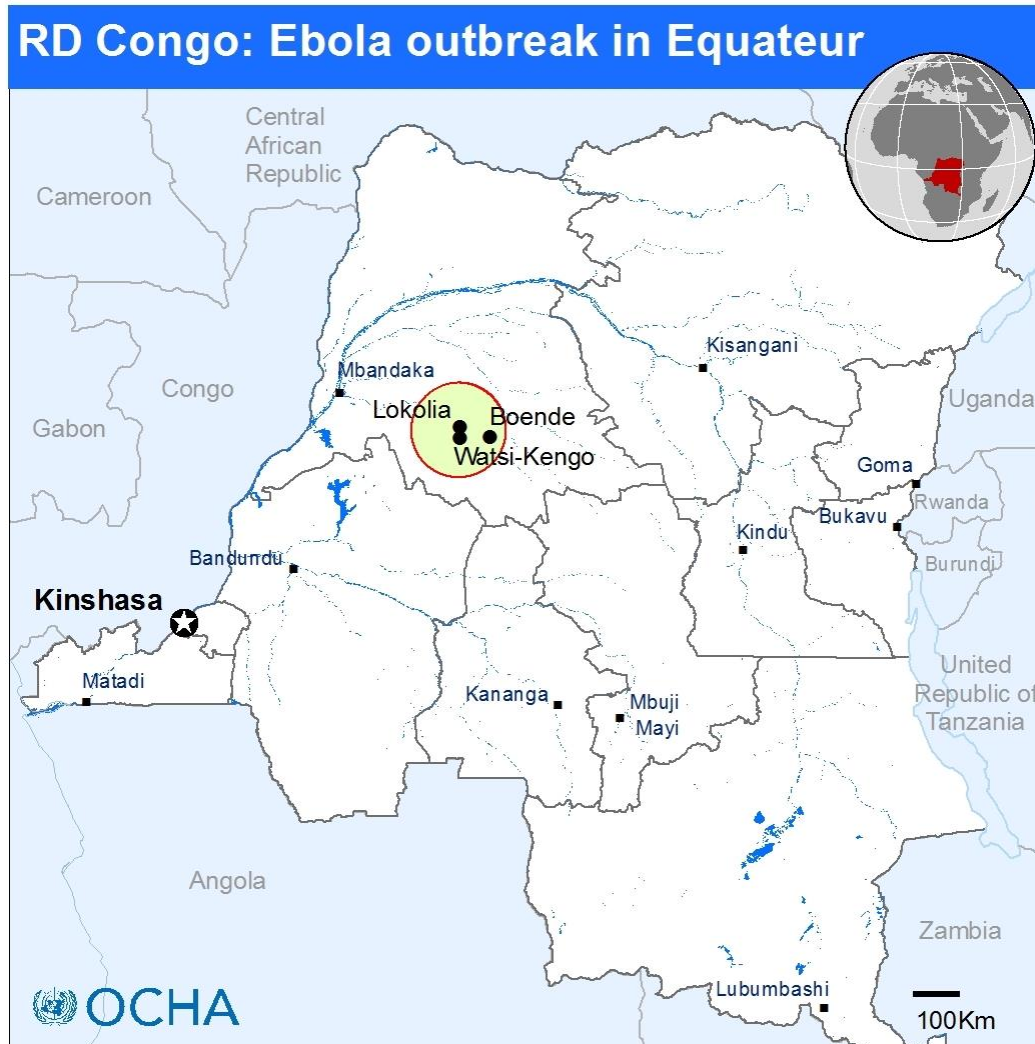 RD Congo: Ebola outbreak in Equateur
Central
African
Republic
Cameroon
Kisangani
Mbandaka
Congo
Uganda
Lokolia
Boende
Gabon
Watsi-Kengo
Goma
Rwanda
Bukavu
Kindu
Bandundu
Burundi
Kinshasa
United
Republic of
Tanzania
Matadi
Kananga
Mbuji
Mayi
Angola
Zambia
Lubumbashi
OCHA
100Km